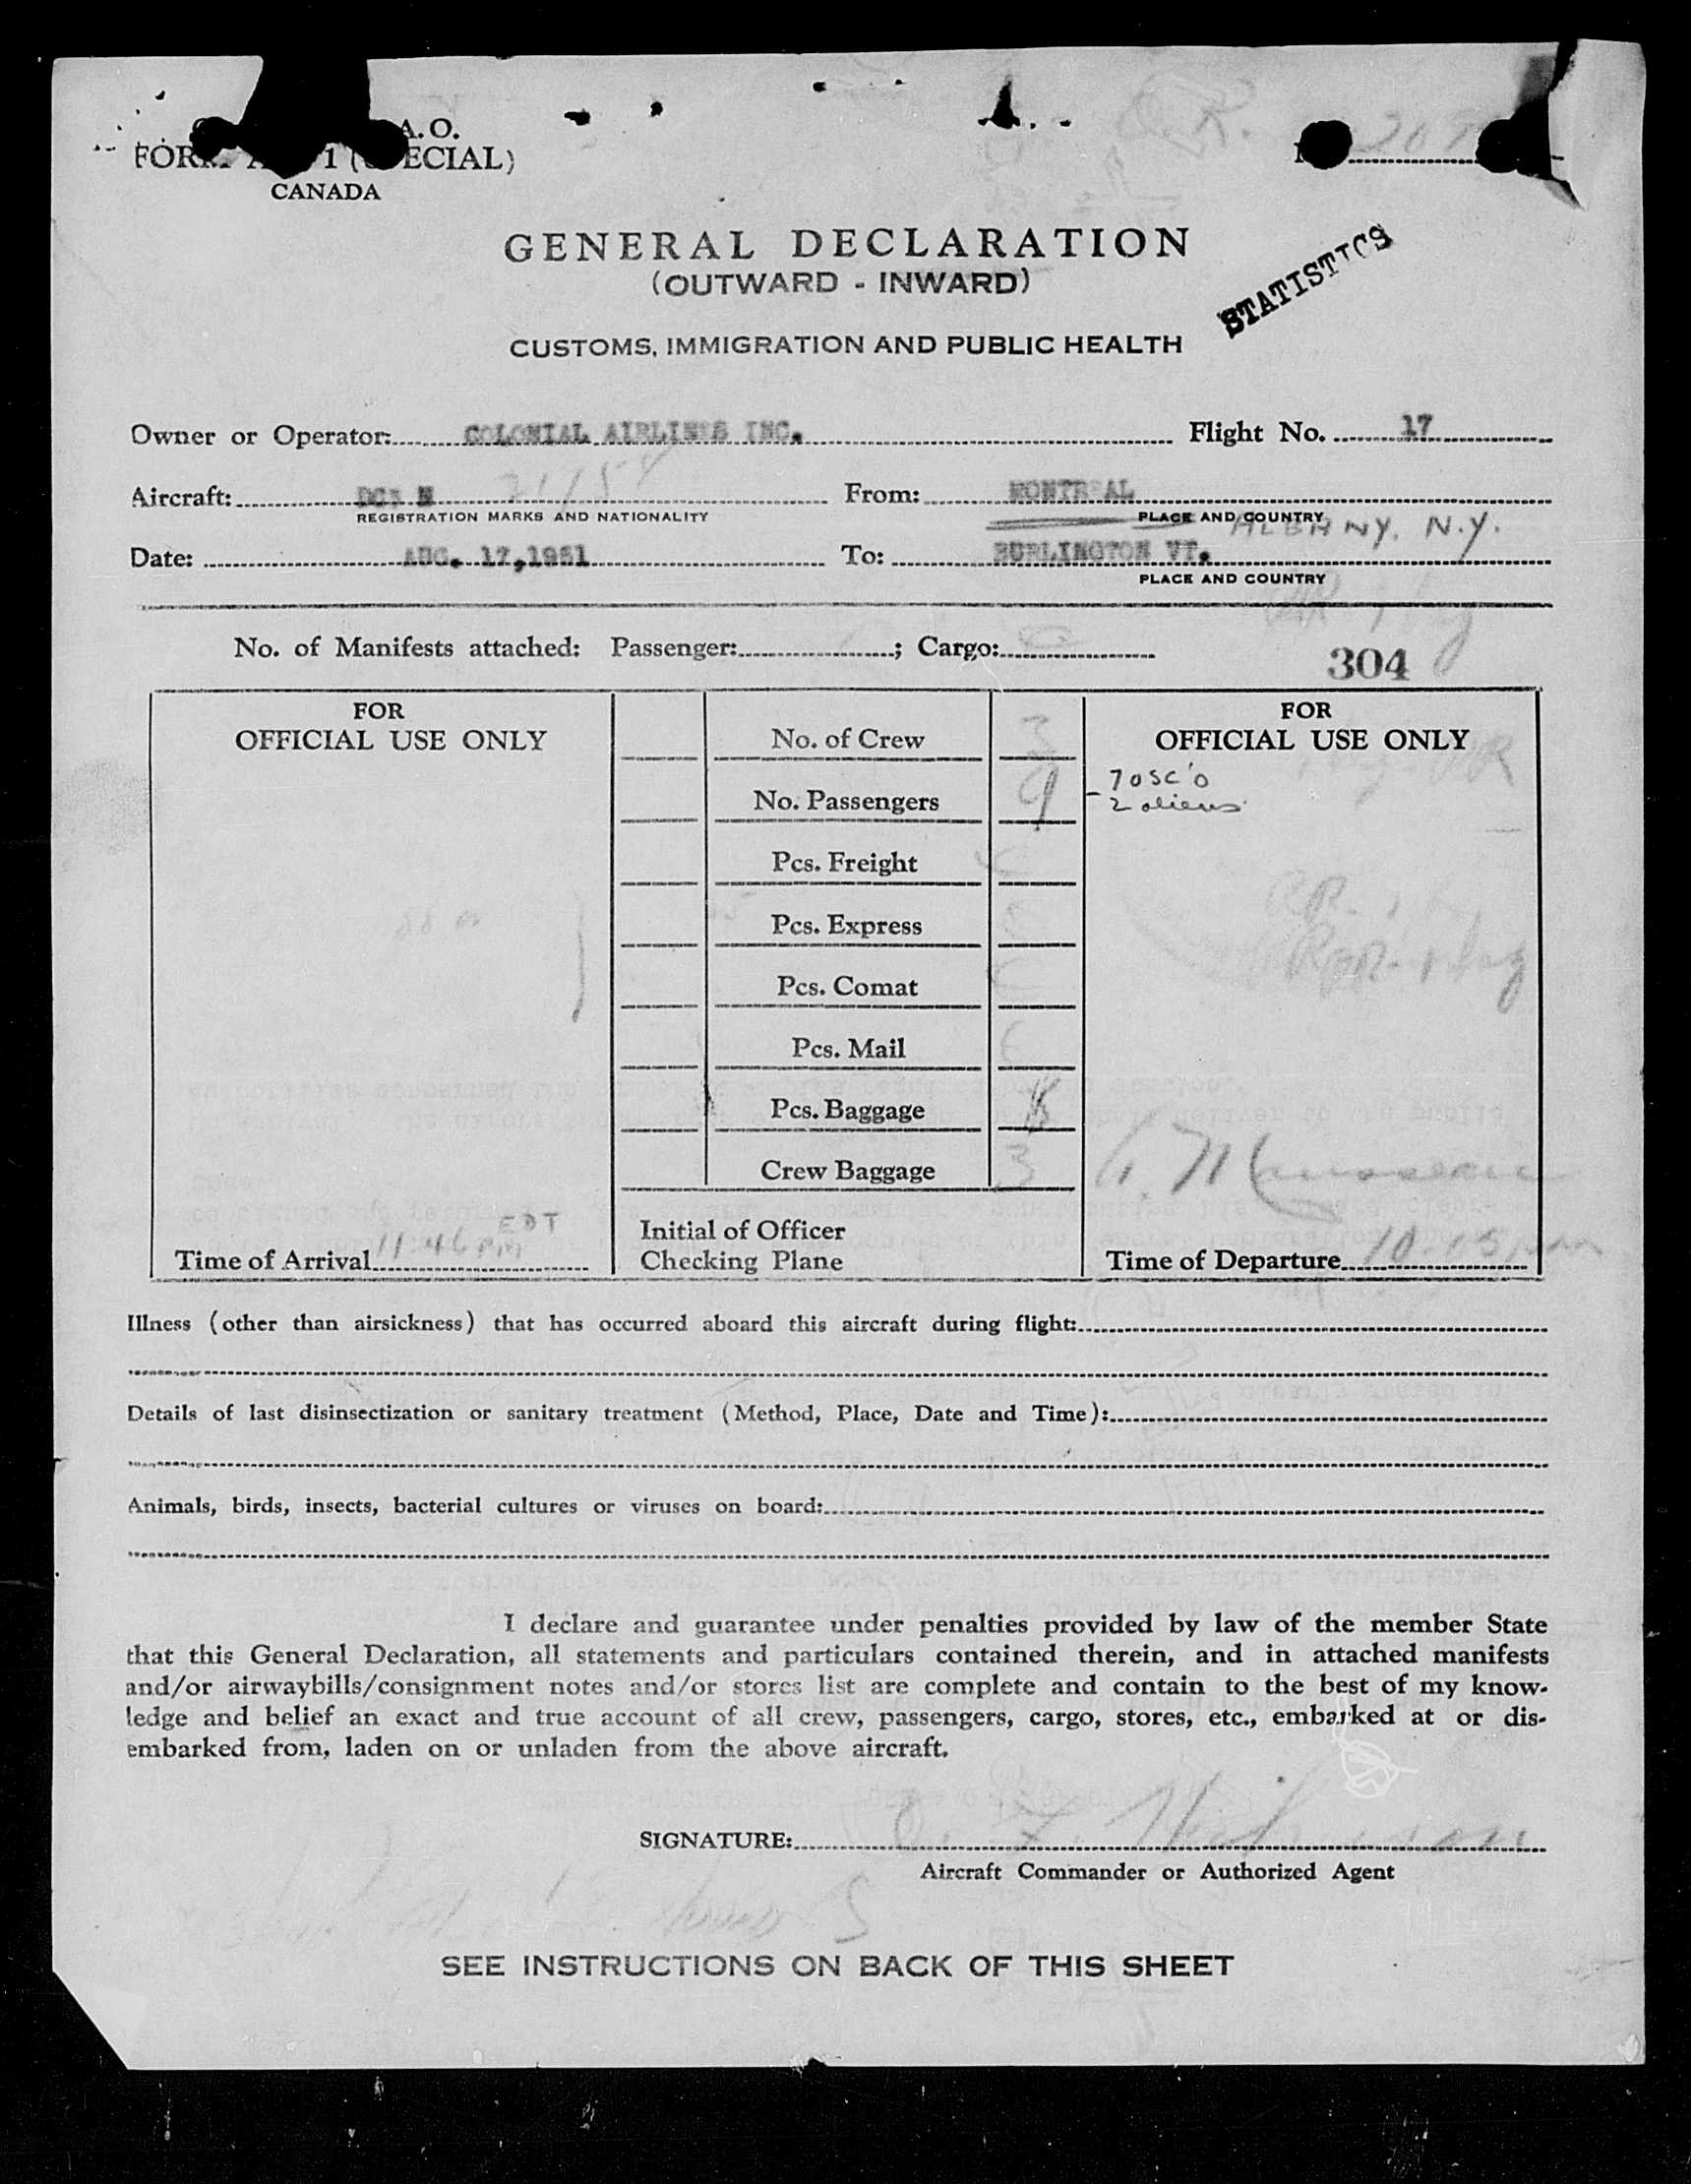 A. O.
CANADA
GENERAL DECLARATION
(OUTWARD - INWARD)
STATISTICS
CUSTOMS, IMMIGRATION AND PUBLIC HEALTH
Owner or Operator: COLONIAL AIRLINES INC. Flight No. 17
Aircraft: DC3 N From: MONTREAL
REGISTRATION MARKS AND NATIONALITY PLACE AND COUNTRY
ALBANY, N.Y.
Date: AUG. 17,1951 To: BURLINGTON VT.
PLACE AND COUNTRY
No. of Manifests attached: Passenger: ; Cargo:
304
FOR
OFFICIAL USE ONLY
No. of Crew 3
FOR
OFFICIAL USE ONLY
No. Passengers 9
7 USC'S
2 aliens
Pcs. Freight
Pcs. Express
Pcs. Comat
Pcs. Mail
Pcs. Baggage
Crew Baggage 3
Time of Arrival 11:46 PM EDT
Initial of Officer
Checking Plane
Time of Departure
Illness (other than airsickness) that has occurred aboard this aircraft during flight:
Details of last disinsectization or sanitary treatment (Method, Place, Date and Time):
Animals, birds, insects, bacterial cultures or viruses on board:
I declare and guarantee under penalties provided by law of the member State
that this General Declaration, all statements and particulars contained therein, and in attached manifests
and/or airwaybills/consignment notes and/or stores list are complete and contain to the best of my know-
ledge and belief an exact and true account of all crew, passengers, cargo, stores, etc., embarked at or dis-
embarked from, laden on or unladen from the above aircraft.
SIGNATURE:
Aircraft Commander or Authorized Agent
SEE INSTRUCTIONS ON BACK OF THIS SHEET